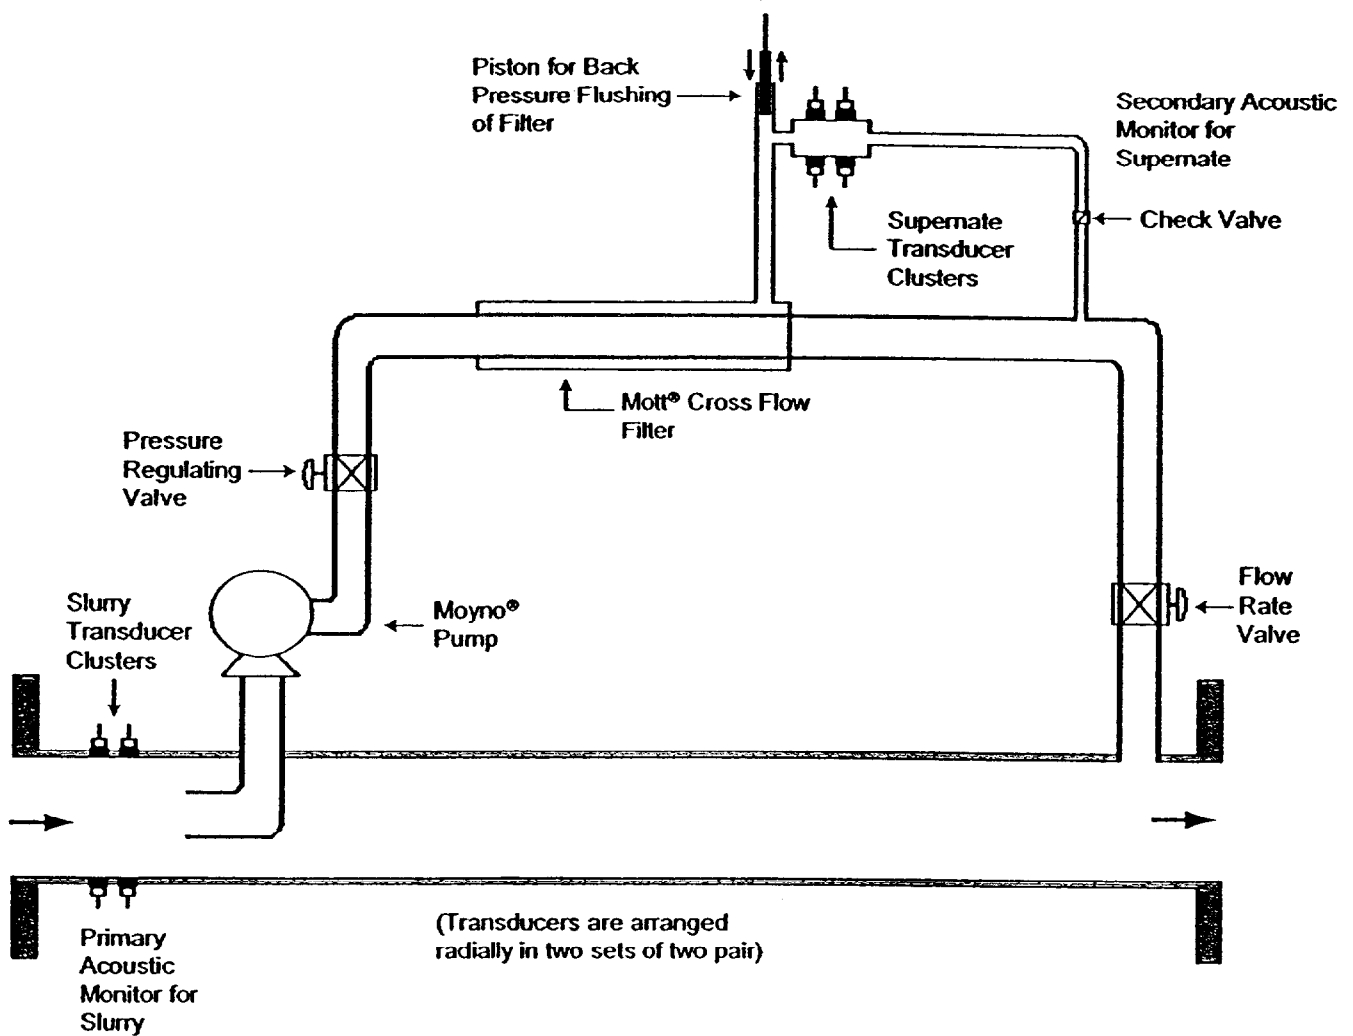 Piston for Back
Pressure Flushing
of Filter
Secondary Acoustic
Monitor for
Supernate
Supernate
Transducer
Clusters
Check Valve
Mott® Cross Flow
Filter
Pressure
Regulating
Valve
Slurry
Transducer
Clusters
Moyno®
Pump
Flow
Rate
Valve
(Transducers are arranged
radially in two sets of two pair)
Primary
Acoustic
Monitor for
Slurry